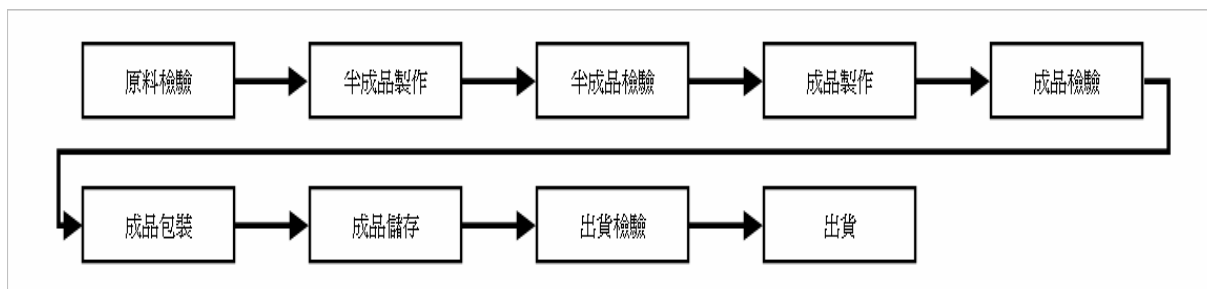 原料檢驗
半成品製作
半成品檢驗
成品製作
成品檢驗
成品包裝
成品儲存
出貨檢驗
出貨